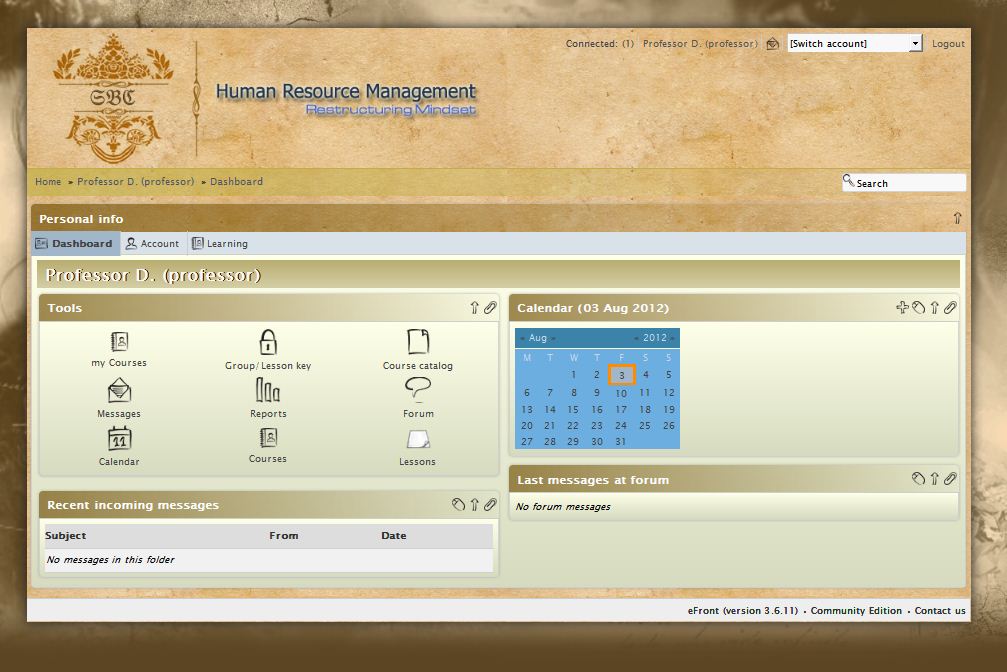 Connected: (1) Professor D. (professor) [Switch account] Logout
SBC
Human Resource Management
Restructuring Mindset
Home » Professor D. (professor) » Dashboard
Search
Personal info
Dashboard Account Learning
Professor D. (professor)
Tools
my Courses Group/Lesson key Course catalog
Messages Reports Forum
11
Calendar Courses Lessons
Recent incoming messages
Subject From Date
No messages in this folder
Calendar (03 Aug 2012)
« Aug » « 2012 »
M T W T F S S
1 2 3 4 5
6 7 8 9 10 11 12
13 14 15 16 17 18 19
20 21 22 23 24 25 26
27 28 29 30 31
Last messages at forum
No forum messages
eFront (version 3.6.11) • Community Edition • Contact us